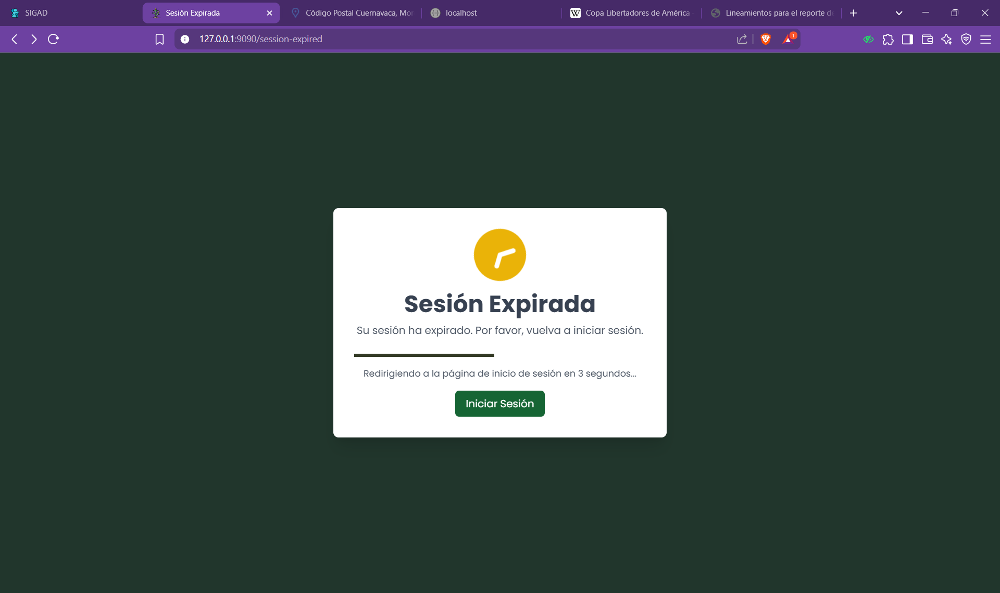 SIGAD
Sesión Expirada
Código Postal Cuernavaca, Mor
localhost
W Copa Libertadores de América
Lineamientos para el reporte de
127.0.0.1:9090/session-expired
1
Sesión Expirada
Su sesión ha expirado. Por favor, vuelva a iniciar sesión.
Redirigiendo a la página de inicio de sesión en 3 segundos...
Iniciar Sesión